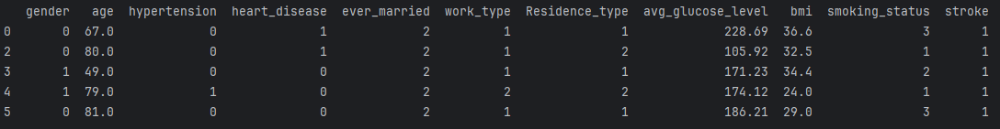 gender age hypertension heart_disease ever_married work_type Residence_type avg_glucose_level bmi smoking_status stroke
0 0 67.0 0 1 2 1 1 228.69 36.6 3 1
2 0 80.0 0 1 2 1 2 105.92 32.5 1 1
3 1 49.0 0 0 2 1 1 171.23 34.4 2 1
4 1 79.0 1 0 2 2 2 174.12 24.0 1 1
5 0 81.0 0 0 2 1 1 186.21 29.0 3 1